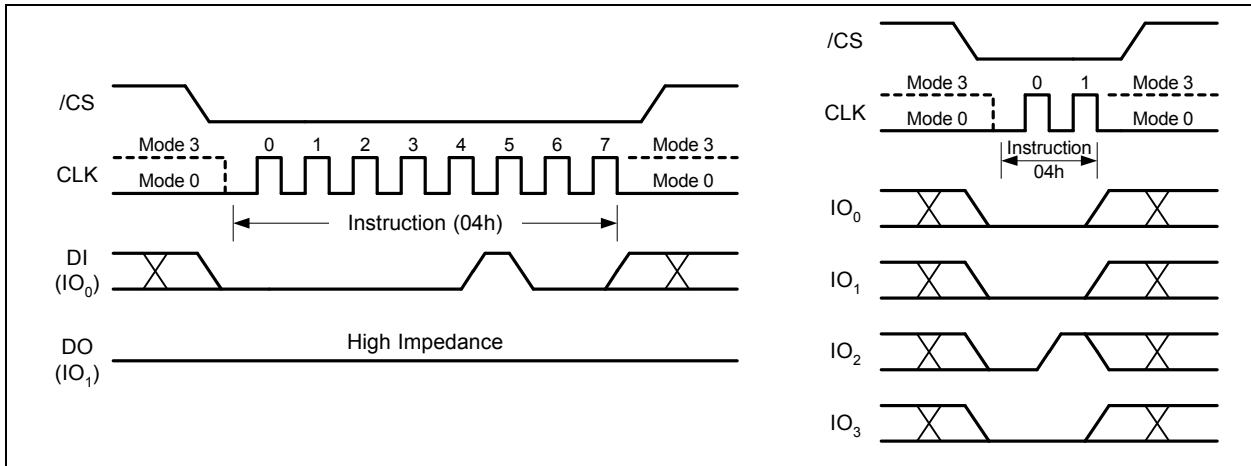 /CS
Mode 3 0 1 2 3 4 5 6 7 Mode 3
CLK
Mode 0 Mode 0
Instruction (04h)
DI
(IO0)
High Impedance
DO
(IO1)
/CS
Mode 3 0 1 Mode 3
CLK
Mode 0 Mode 0
Instruction
04h
IO0
IO1
IO2
IO3